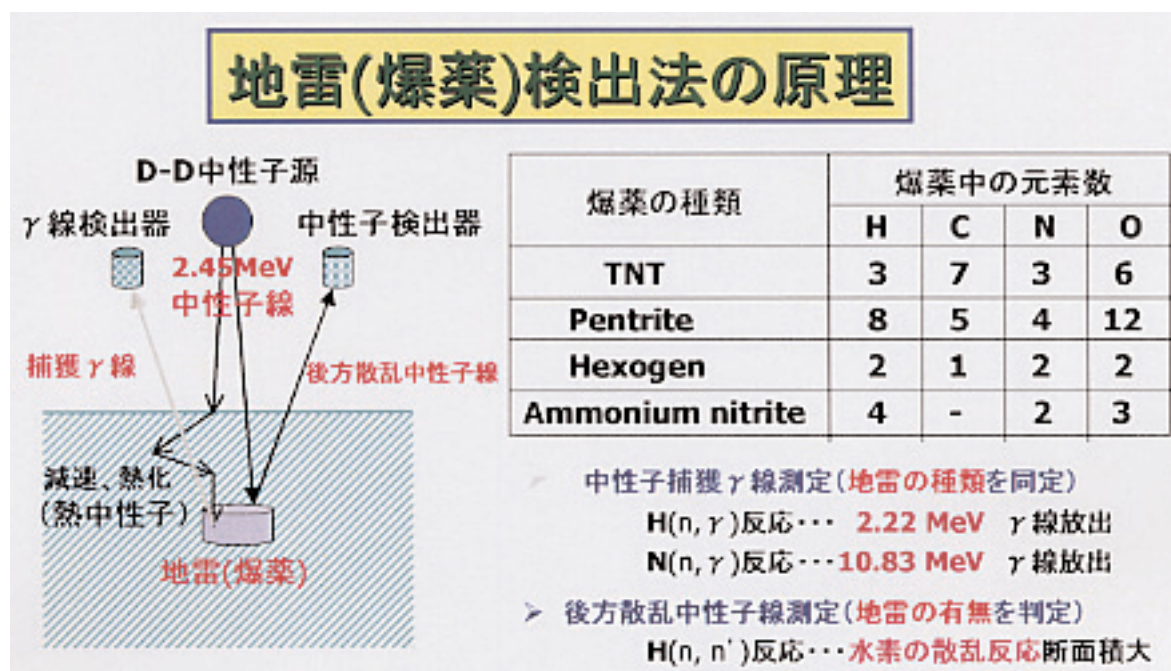 地雷(爆薬)検出法の原理
D-D中性子源
γ線検出器
中性子検出器
2.45MeV
中性子線
捕獲γ線
後方散乱中性子線
減速、熱化
(熱中性子)
地雷(爆薬)
爆薬の種類 爆薬中の元素数
H C N O
TNT 3 7 3 6
Pentrite 8 5 4 12
Hexogen 2 1 2 2
Ammonium nitrite 4 - 2 3
中性子捕獲γ線測定(地雷の種類を同定)
H(n,γ)反応・・・ 2.22 MeV γ線放出
N(n,γ)反応・・・10.83 MeV γ線放出
➢ 後方散乱中性子線測定(地雷の有無を判定)
H(n, n')反応・・・水素の散乱反応断面積大